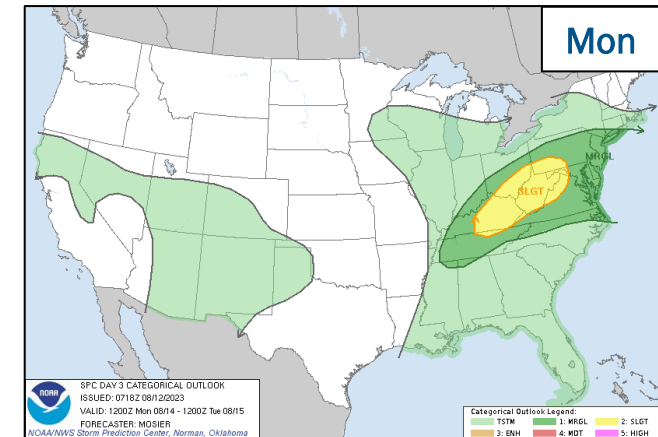 Mon
MRGL
SLGT
SPC DAY 3 CATEGORICAL OUTLOOK
ISSUED: 0718Z 08/12/2023
VALID: 1200Z Mon 08/14 - 1200Z Tue 08/15
FORECASTER: MOSIER
NOAA/NWS Storm Prediction Center, Norman, Oklahoma
NOAA
Categorical Outlook Legend:
TSTM 1: MRGL 2: SLGT
3: ENH 4: MDT 5: HIGH